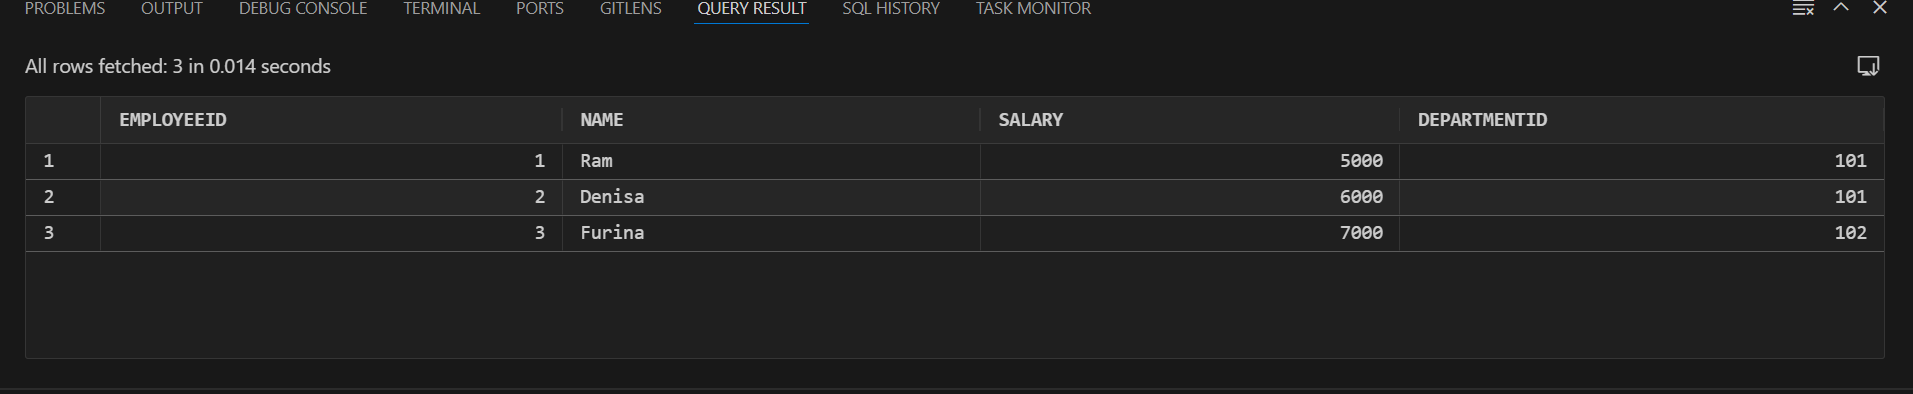 PROBLEMS OUTPUT DEBUG CONSOLE TERMINAL PORTS GITLENS QUERY RESULT SQL HISTORY TASK MONITOR
All rows fetched: 3 in 0.014 seconds
EMPLOYEEID NAME SALARY DEPARTMENTID
1 1 Ram 5000 101
2 2 Denisa 6000 101
3 3 Furina 7000 102